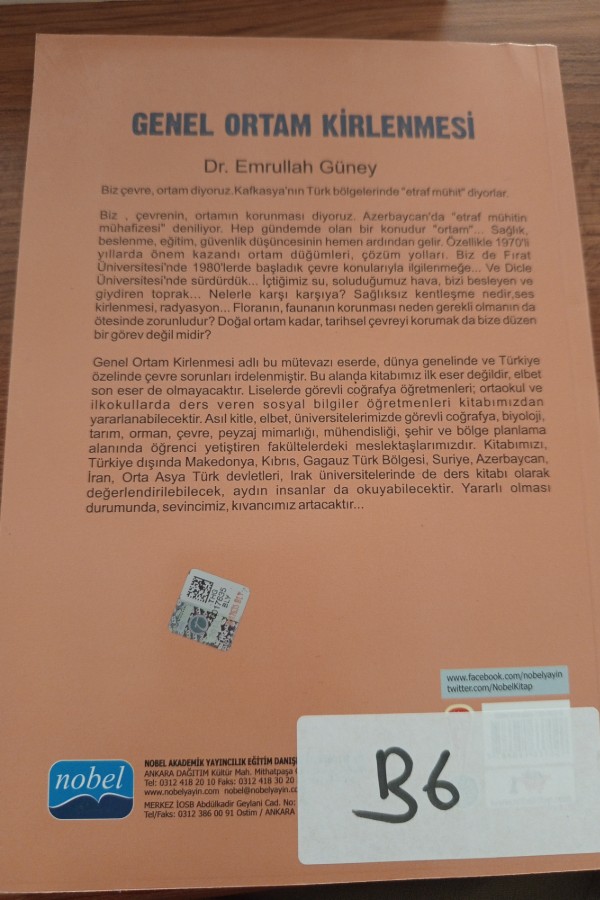 GENEL ORTAM KİRLENMESİ
Dr. Emrullah Güney
Biz çevre, ortam diyoruz.Kafkasya'nın Türk bölgelerinde "etraf mühit" diyorlar.
Biz , çevrenin, ortamın korunması diyoruz. Azerbaycan'da "etraf mühitin
mühafizesi" deniliyor. Hep gündemde olan bir konudur "ortam"... Sağlık,
beslenme, eğitim, güvenlik düşüncesinin hemen ardından gelir. Özellikle 1970'li
yıllarda önem kazandı ortam düğümleri, çözüm yolları. Biz de Fırat
Üniversitesi'nde 1980'lerde başladık çevre konularıyla ilgilenmeğe... Ve Dicle
Üniversitesi'nde sürdürdük... İçtiğimiz su, soluduğumuz hava, bizi besleyen ve
giydiren toprak... Nelerle karşı karşıya? Sağlıksız kentleşme nedir,ses
kirlenmesi, radyasyon... Floranın, faunanın korunması neden gerekli olmanın da
ötesinde zorunludur? Doğal ortam kadar, tarihsel çevreyi korumak da bize düzen
bir görev değil midir?
Genel Ortam Kirlenmesi adlı bu mütevazı eserde, dünya genelinde ve Türkiye
özelinde çevre sorunları irdelenmiştir. Bu alanda kitabımız ilk eser değildir, elbet
son eser de olmayacaktır. Liselerde görevli coğrafya öğretmenleri; ortaokul ve
ilkokullarda ders veren sosyal bilgiler öğretmenleri kitabımızdan
yararlanabilecektir. Asıl kitle, elbet, üniversitelerimizde görevli coğrafya, biyoloji,
tarım, orman, çevre, peyzaj mimarlığı, mühendisliği, şehir ve bölge planlama
alanında öğrenci yetiştiren fakültelerdeki meslektaşlarımızdır. Kitabımızı,
Türkiye dışında Makedonya, Kıbrıs, Gagauz Türk Bölgesi, Suriye, Azerbaycan,
İran, Orta Asya Türk devletleri, Irak üniversitelerinde de ders kitabı olarak
değerlendirilebilecek, aydın insanlar da okuyabilecektir. Yararlı olması
durumunda, sevincimiz, kıvancımız artacaktır...
www.facebook.com/nobelyayin
twitter.com/NobelKitap
nobel
NOBEL AKADEMİK YAYINCILIK EĞİTİM DANIŞ
ANKARA DAĞITIM Kültür Mah. Mithatpaşa
Tel: 0312 418 20 10 Faks: 0312 418 30 20
www.nobelyayin.com nobel@nobelyayin.co
MERKEZ İOSB Abdülkadir Geylani Cad. No:
Tel/Faks: 0312 386 00 91 Ostim / ANKARA
B6